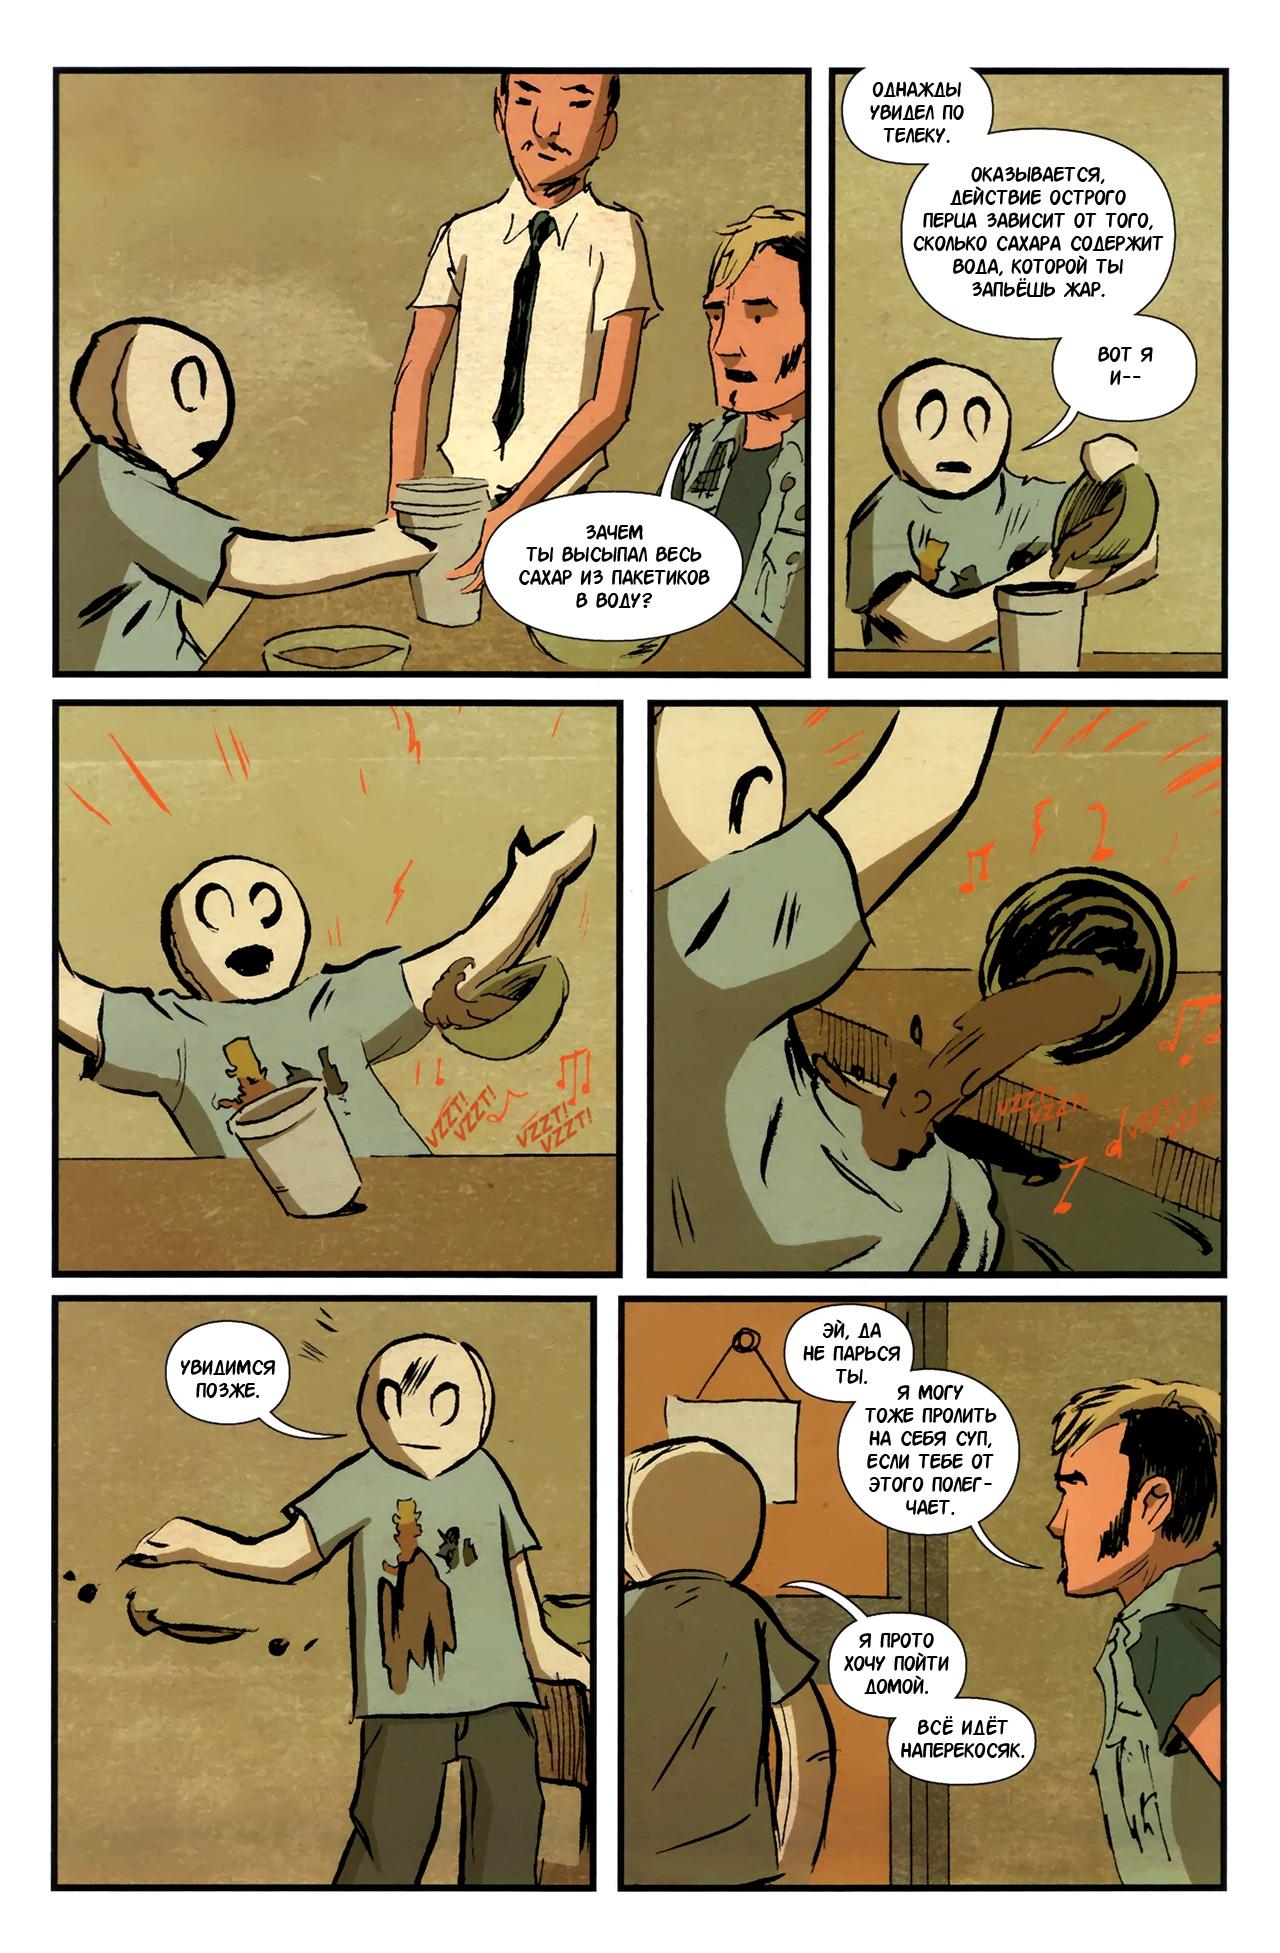 ЗАЧЕМ
ТЫ ВЫСЫПАЛ ВЕСЬ
САХАР ИЗ ПАКЕТИКОВ
В ВОДУ?
ОДНАЖДЫ
УВИДЕЛ ПО
ТЕЛЕКУ.
ОКАЗЫВАЕТСЯ,
ДЕЙСТВИЕ ОСТРОГО
ПЕРЦА ЗАВИСИТ ОТ ТОГО,
СКОЛЬКО САХАРА СОДЕРЖИТ
ВОДА, КОТОРОЙ ТЫ
ЗАПЬЁШЬ ЖАР.
ВОТ Я
И--
VZZT!
VZZT!
VZZT!
VZZT!
VZZT!
VZZT!
VZZT!
VZZT!
УВИДИМСЯ
ПОЗЖЕ.
ЭЙ, ДА
НЕ ПАРЬСЯ
ТЫ.
Я МОГУ
ТОЖЕ ПРОЛИТЬ
НА СЕБЯ СУП,
ЕСЛИ ТЕБЕ ОТ
ЭТОГО ПОЛЕГ-
ЧАЕТ.
Я ПРОТО
ХОЧУ ПОЙТИ
ДОМОЙ.
ВСЁ ИДЁТ
НАПЕРЕКОСЯК.